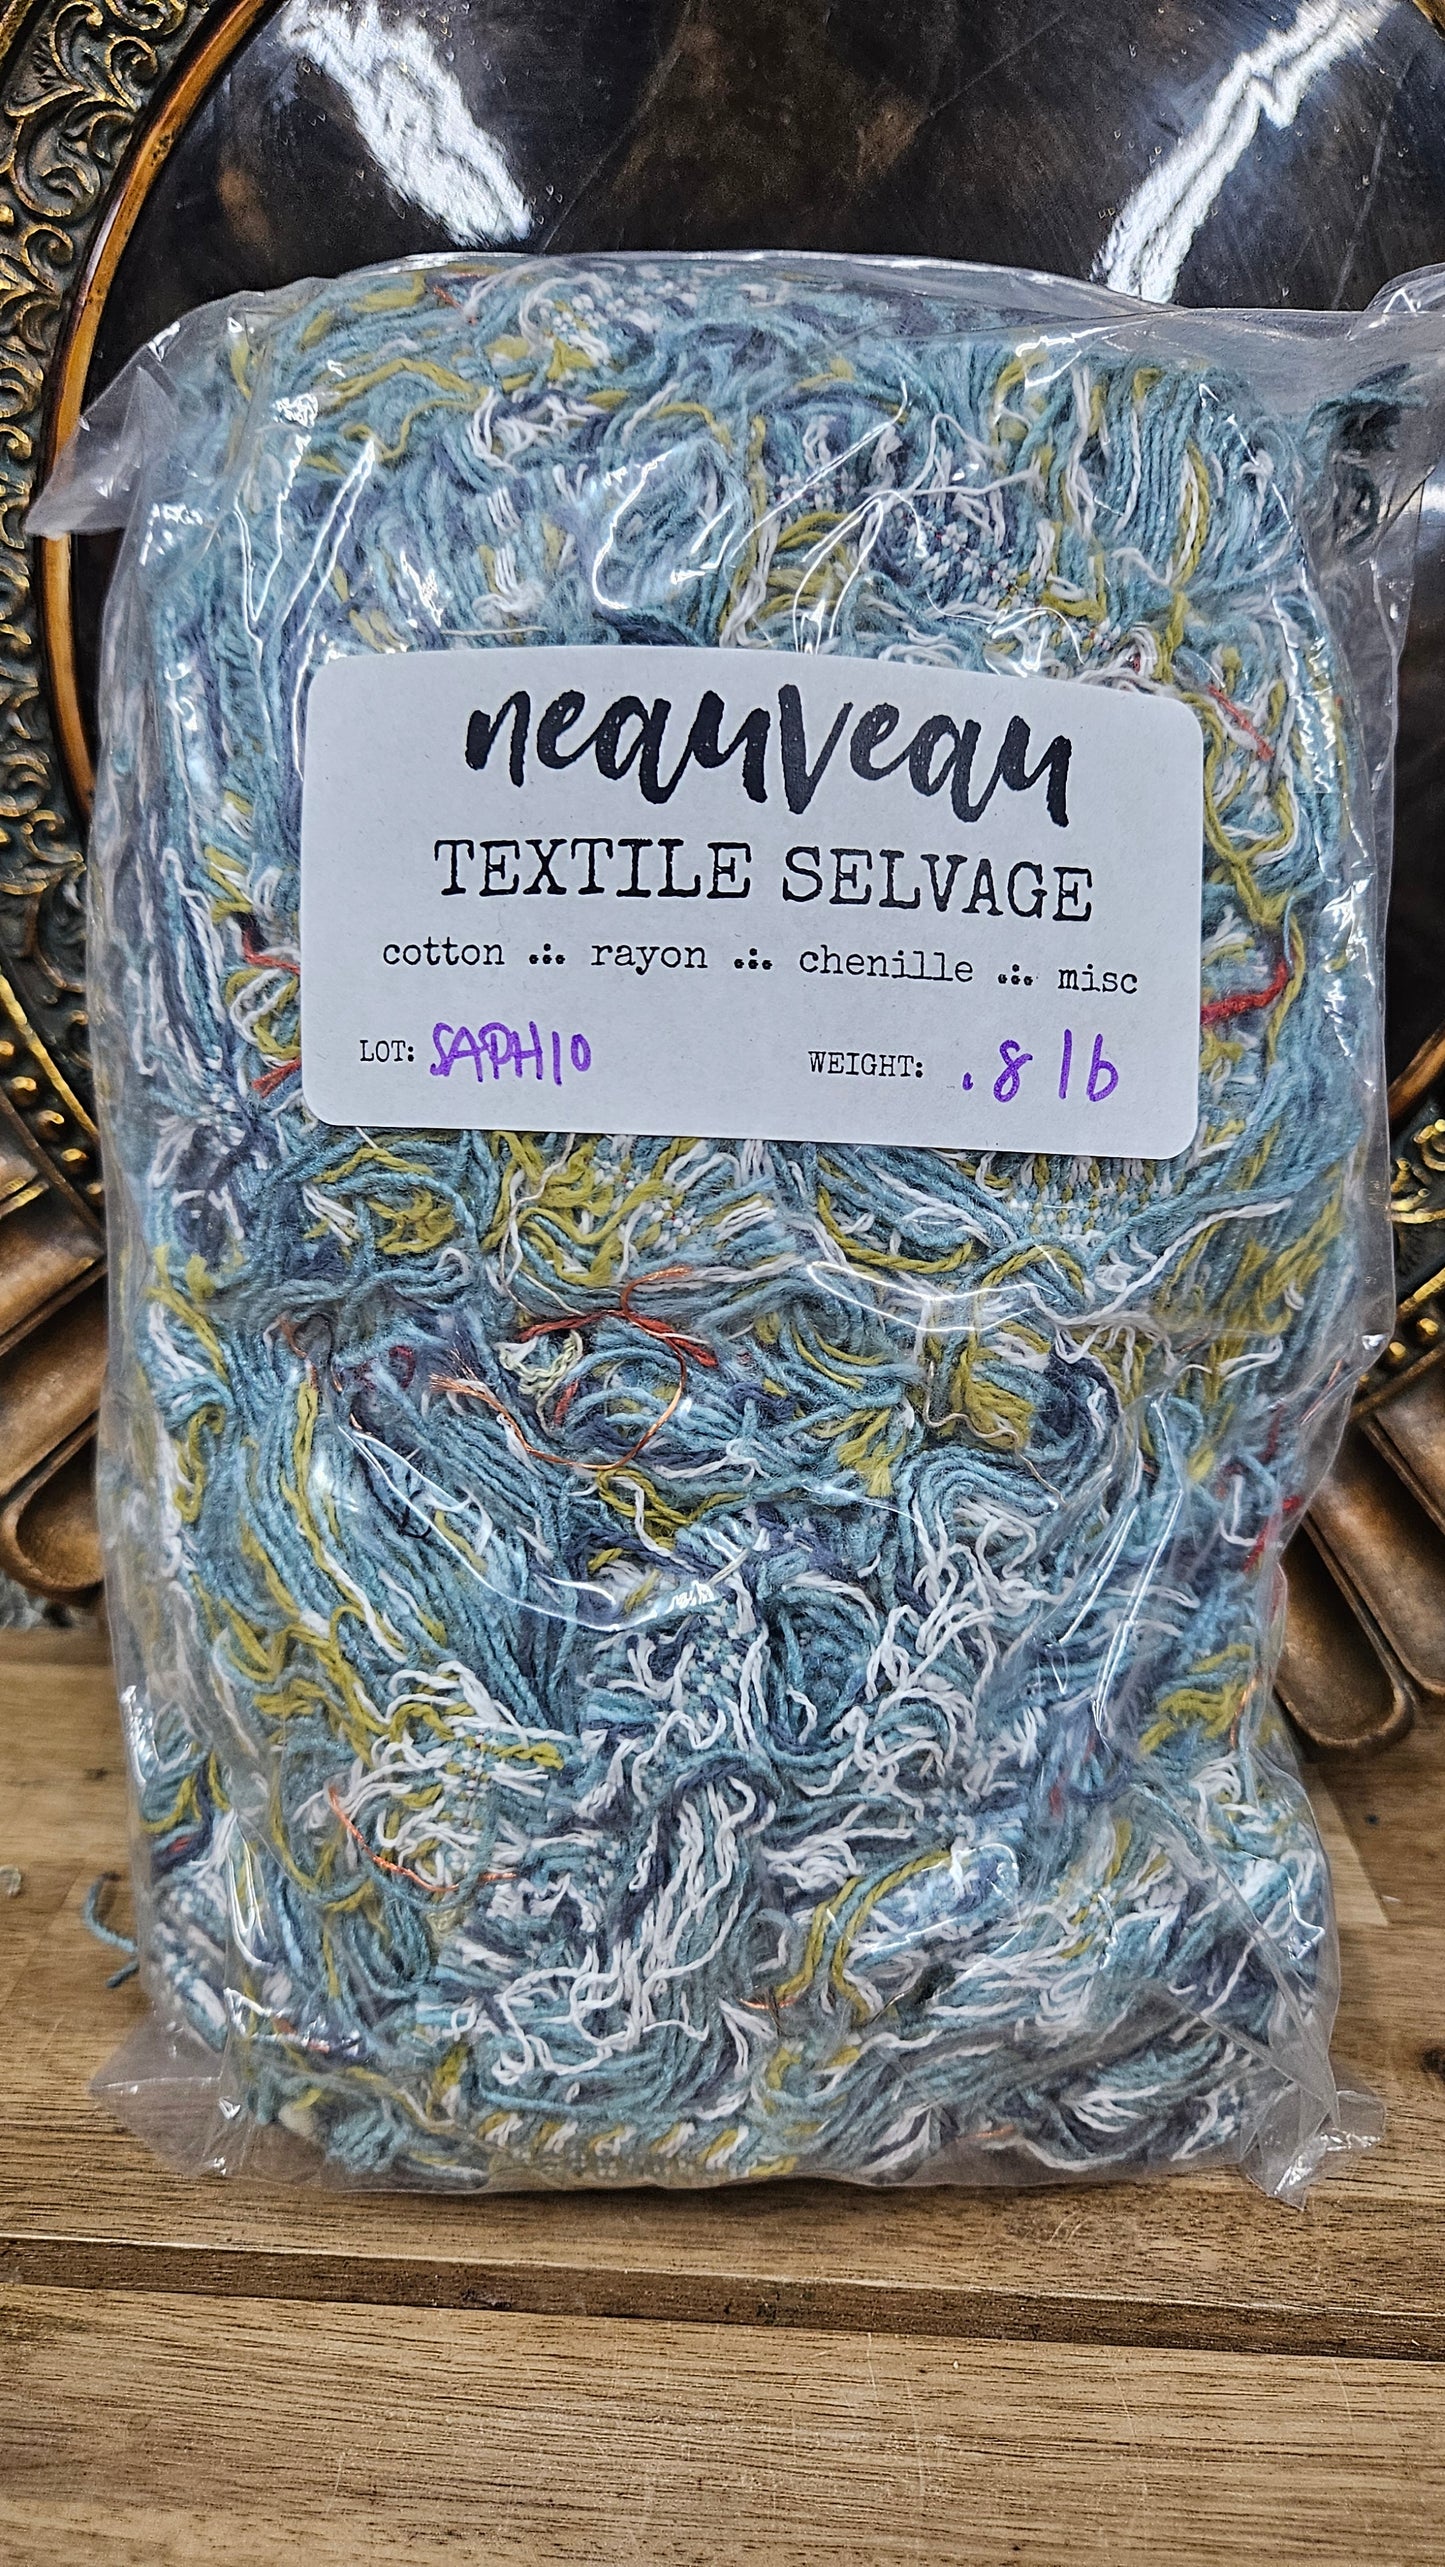 neauveau
TEXTILE SELVAGE
cotton ⛬ rayon ⛬ chenille ⛬ misc
LOT: SAPH10 WEIGHT: .8 lb